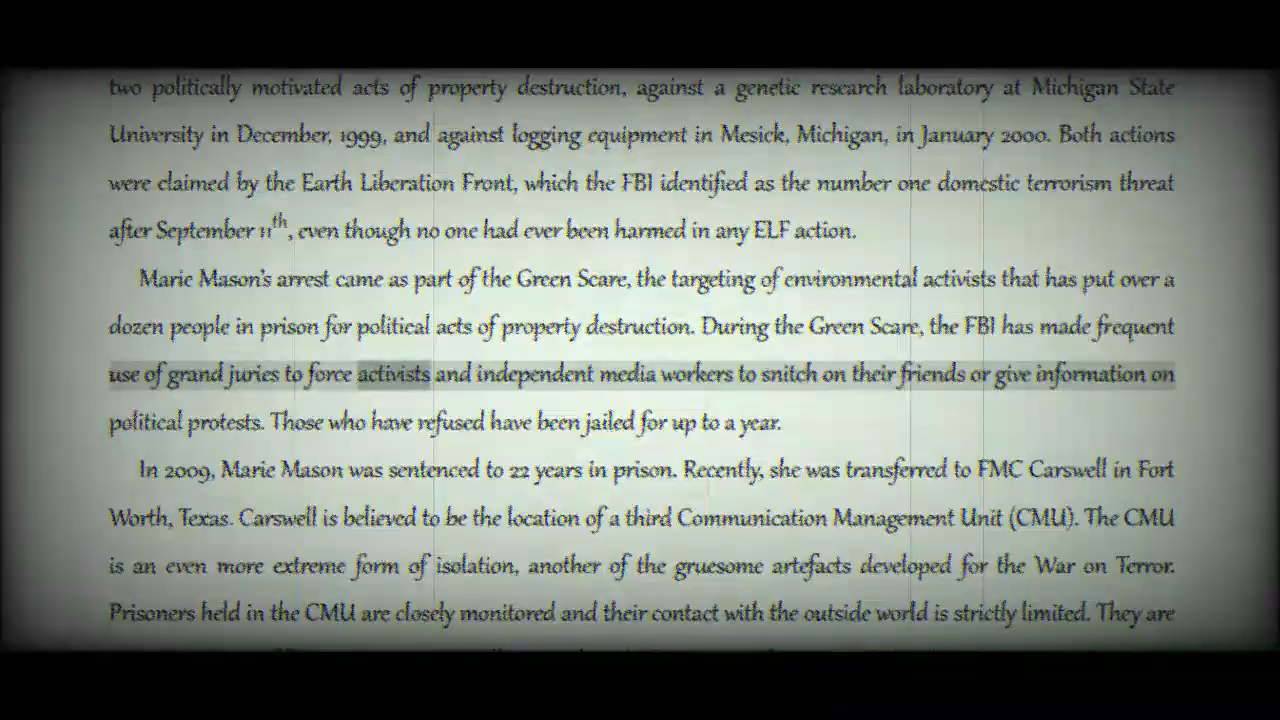 two politically motivated acts of property destruction, against a genetic research laboratory at Michigan State
University in December, 1999, and against logging equipment in Mesick, Michigan, in January 2000. Both actions
were claimed by the Earth Liberation Front, which the FBI identified as the number one domestic terrorism threat
after September 11th, even though no one had ever been harmed in any ELF action.
Marie Mason's arrest came as part of the Green Scare, the targeting of environmental activists that has put over a
dozen people in prison for political acts of property destruction. During the Green Scare, the FBI has made frequent
use of grand juries to force activists and independent media workers to snitch on their friends or give information on
political protests. Those who have refused have been jailed for up to a year.
In 2009, Marie Mason was sentenced to 22 years in prison. Recently, she was transferred to FMC Carswell in Fort
Worth, Texas. Carswell is believed to be the location of a third Communication Management Unit (CMU). The CMU
is an even more extreme form of isolation, another of the gruesome artefacts developed for the War on Terror.
Prisoners held in the CMU are closely monitored and their contact with the outside world is strictly limited. They are